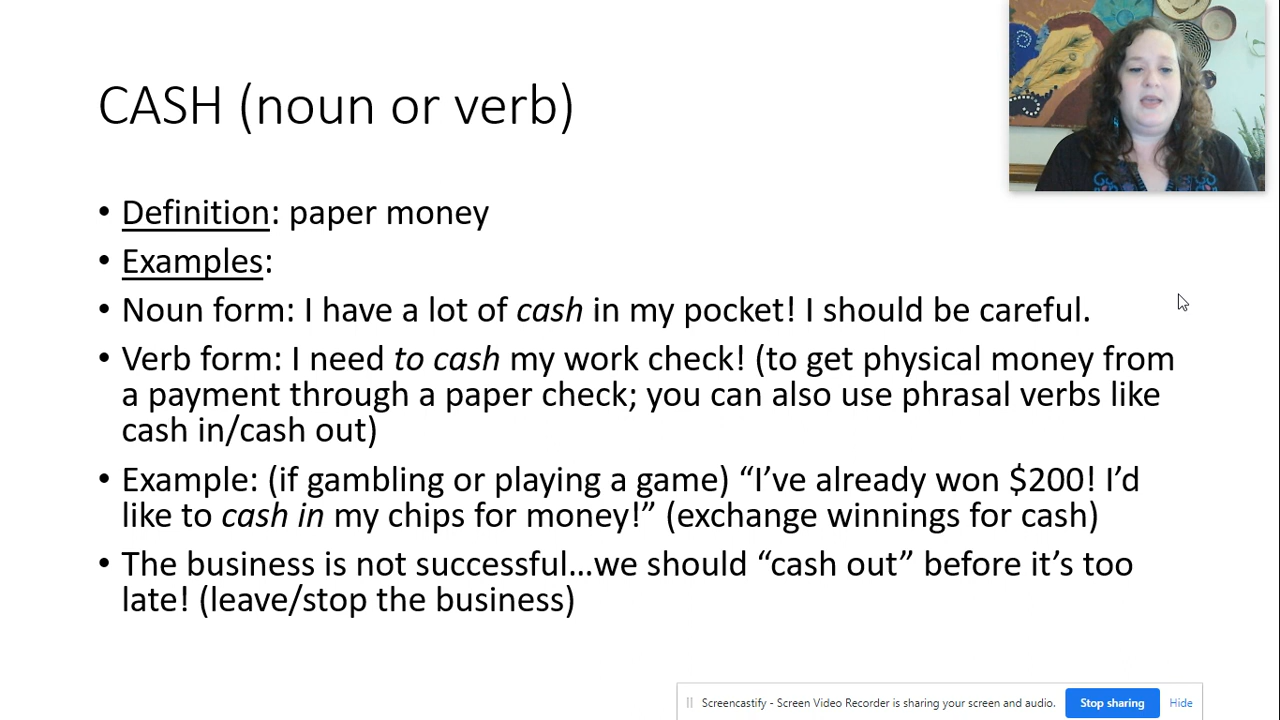 CASH (noun or verb)
• Definition: paper money
• Examples:
• Noun form: I have a lot of cash in my pocket! I should be careful.
• Verb form: I need to cash my work check! (to get physical money from
a payment through a paper check; you can also use phrasal verbs like
cash in/cash out)
• Example: (if gambling or playing a game) “I’ve already won $200! I’d
like to cash in my chips for money!” (exchange winnings for cash)
• The business is not successful…we should “cash out” before it’s too
late! (leave/stop the business)
Screencastify - Screen Video Recorder is sharing your screen and audio. Stop sharing Hide